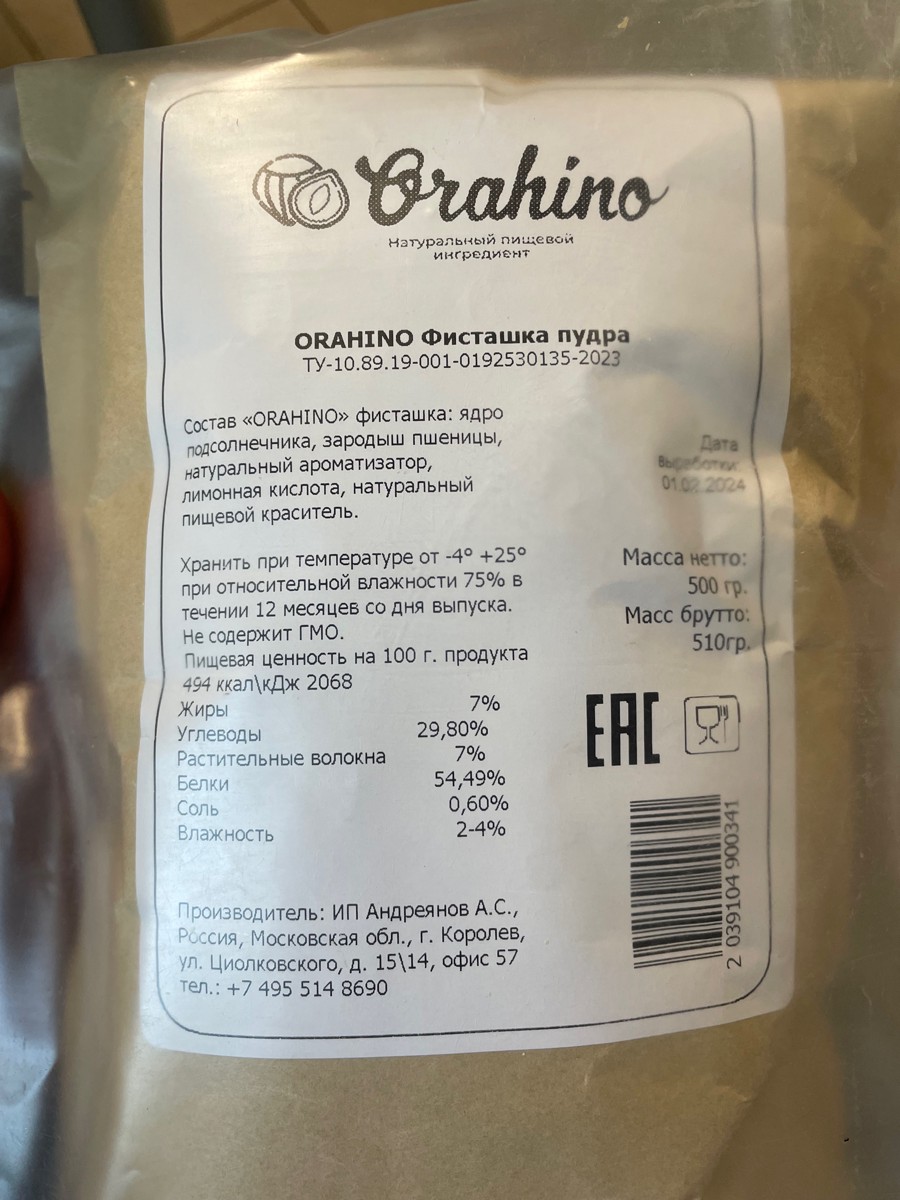 Orahino
Натуральный пищевой
ингредиент
ORAHINO Фисташка пудра
ТУ-10.89.19-001-0192530135-2023
Состав «ORAHINO» фисташка: ядро
подсолнечника, зародыш пшеницы,
натуральный ароматизатор,
лимонная кислота, натуральный
пищевой краситель.
Дата
выработки:
01.02.2024
Хранить при температуре от -4° +25°
при относительной влажности 75% в
течении 12 месяцев со дня выпуска.
Не содержит ГМО.
Пищевая ценность на 100 г. продукта
494 ккал\кДж 2068
Жиры 7%
Углеводы 29,80%
Растительные волокна 7%
Белки 54,49%
Соль 0,60%
Влажность 2-4%
Масса нетто:
500 гр.
Масс брутто:
510гр.
EAC
2 039104 900341
Производитель: ИП Андреянов А.С.,
Россия, Московская обл., г. Королев,
ул. Циолковского, д. 15\14, офис 57
тел.: +7 495 514 8690